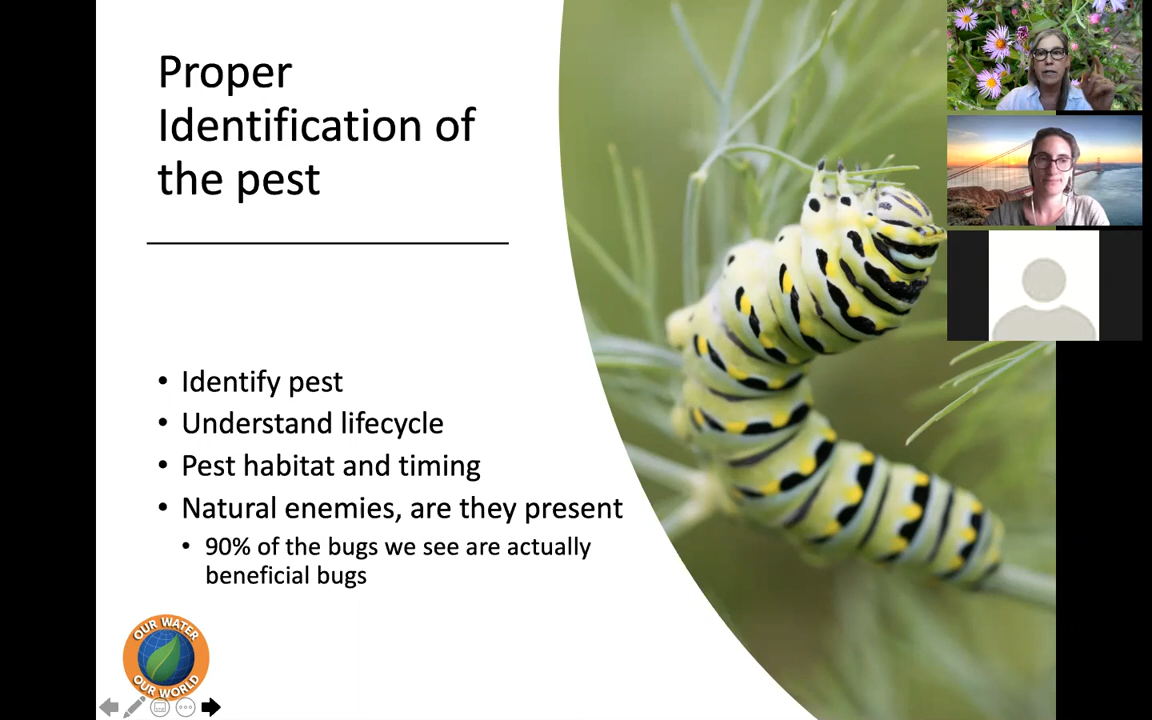 Proper
Identification of
the pest
• Identify pest
• Understand lifecycle
• Pest habitat and timing
• Natural enemies, are they present
• 90% of the bugs we see are actually
beneficial bugs
OUR WATER
OUR WORLD